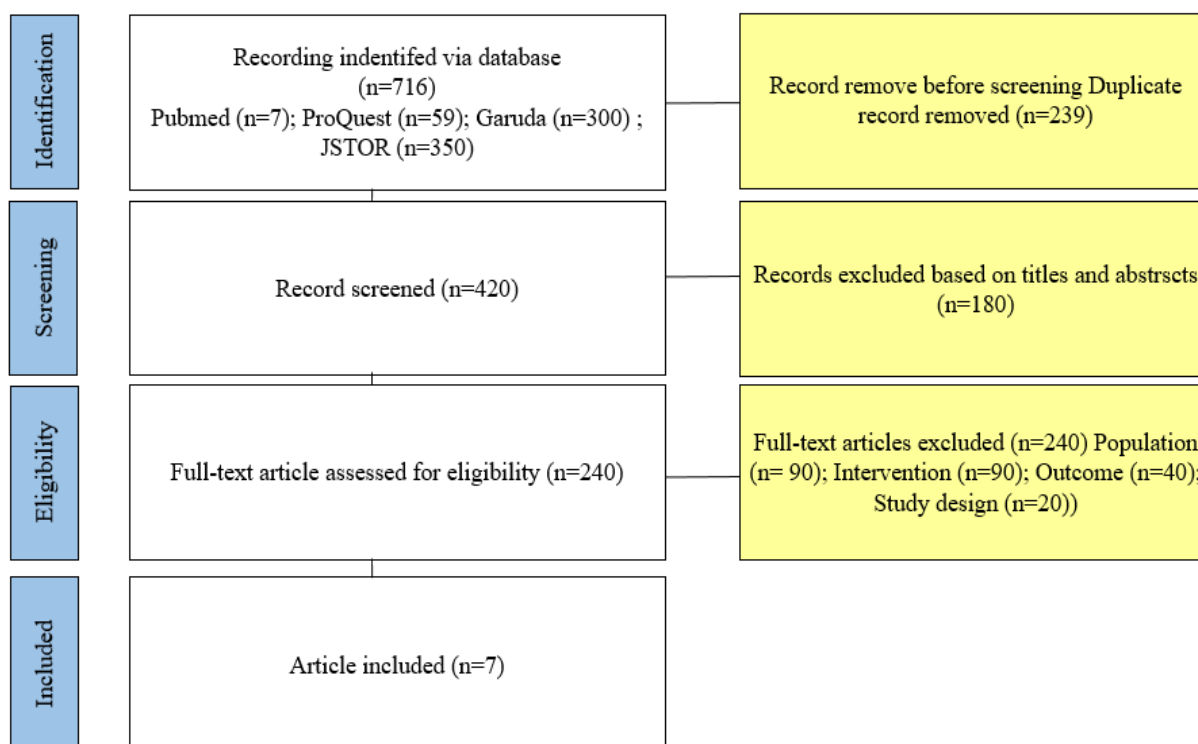 Identification
Recording indentifed via database
(n=716)
Pubmed (n=7); ProQuest (n=59); Garuda (n=300) ;
JSTOR (n=350)
Record remove before screening Duplicate
record removed (n=239)
Screening
Record screened (n=420)
Records excluded based on titles and abstrscts
(n=180)
Eligibility
Full-text article assessed for eligibility (n=240)
Full-text articles excluded (n=240) Population
(n= 90); Intervention (n=90); Outcome (n=40);
Study design (n=20))
Included
Article included (n=7)